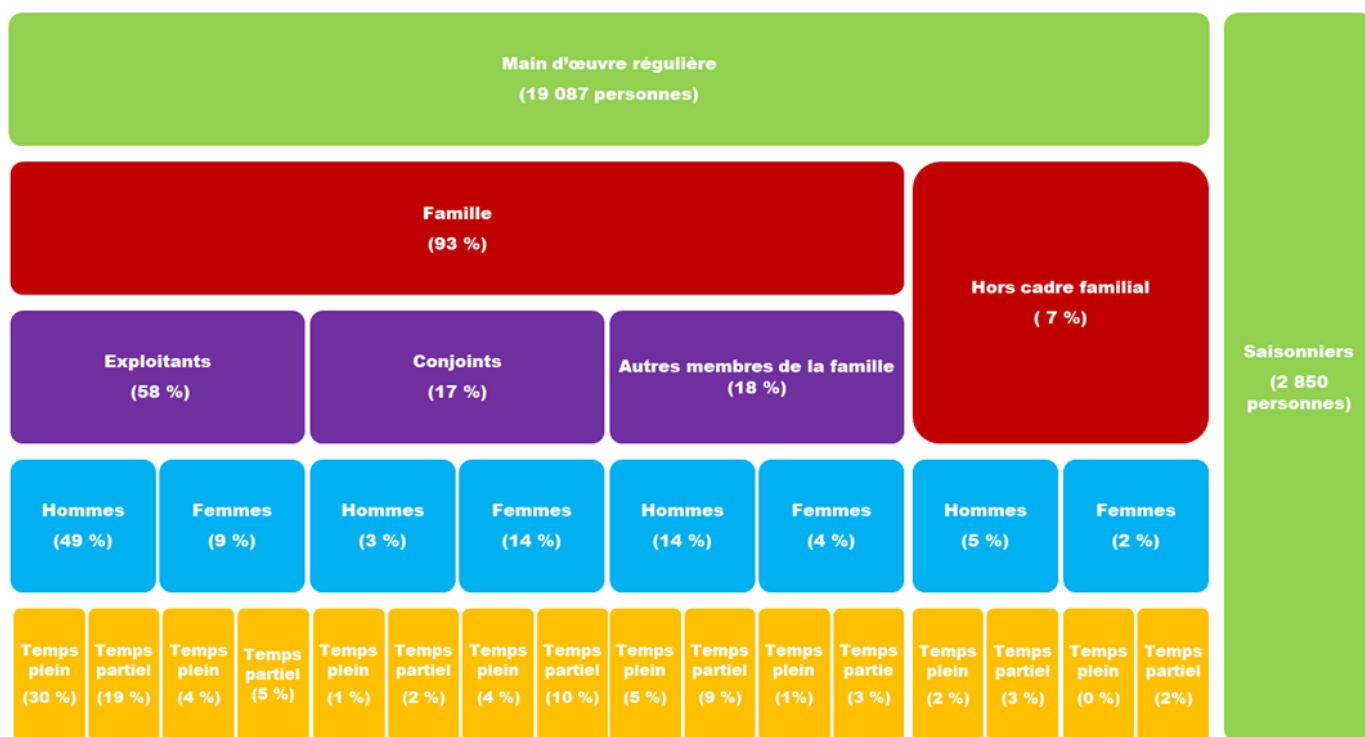 Main d'œuvre régulière
(19 087 personnes)
Famille
(93 %)
Hors cadre familial
( 7 %)
Saisonniers
(2 850
personnes)
Exploitants
(58 %)
Conjoints
(17 %)
Autres membres de la famille
(18 %)
Hommes
(49 %)
Femmes
(9 %)
Hommes
(3 %)
Femmes
(14 %)
Hommes
(14 %)
Femmes
(4 %)
Hommes
(5 %)
Femmes
(2 %)
Temps
plein
(30 %)
Temps
partiel
(19 %)
Temps
plein
(4 %)
Temps
partiel
(5 %)
Temps
plein
(1 %)
Temps
partiel
(2 %)
Temps
plein
(4 %)
Temps
partiel
(10 %)
Temps
plein
(5 %)
Temps
partiel
(9 %)
Temps
plein
(1%)
Temps
partie
(3 %)
Temps
plein
(2 %)
Temps
partiel
(3 %)
Temps
plein
(0 %)
Temps
partiel
(2%)